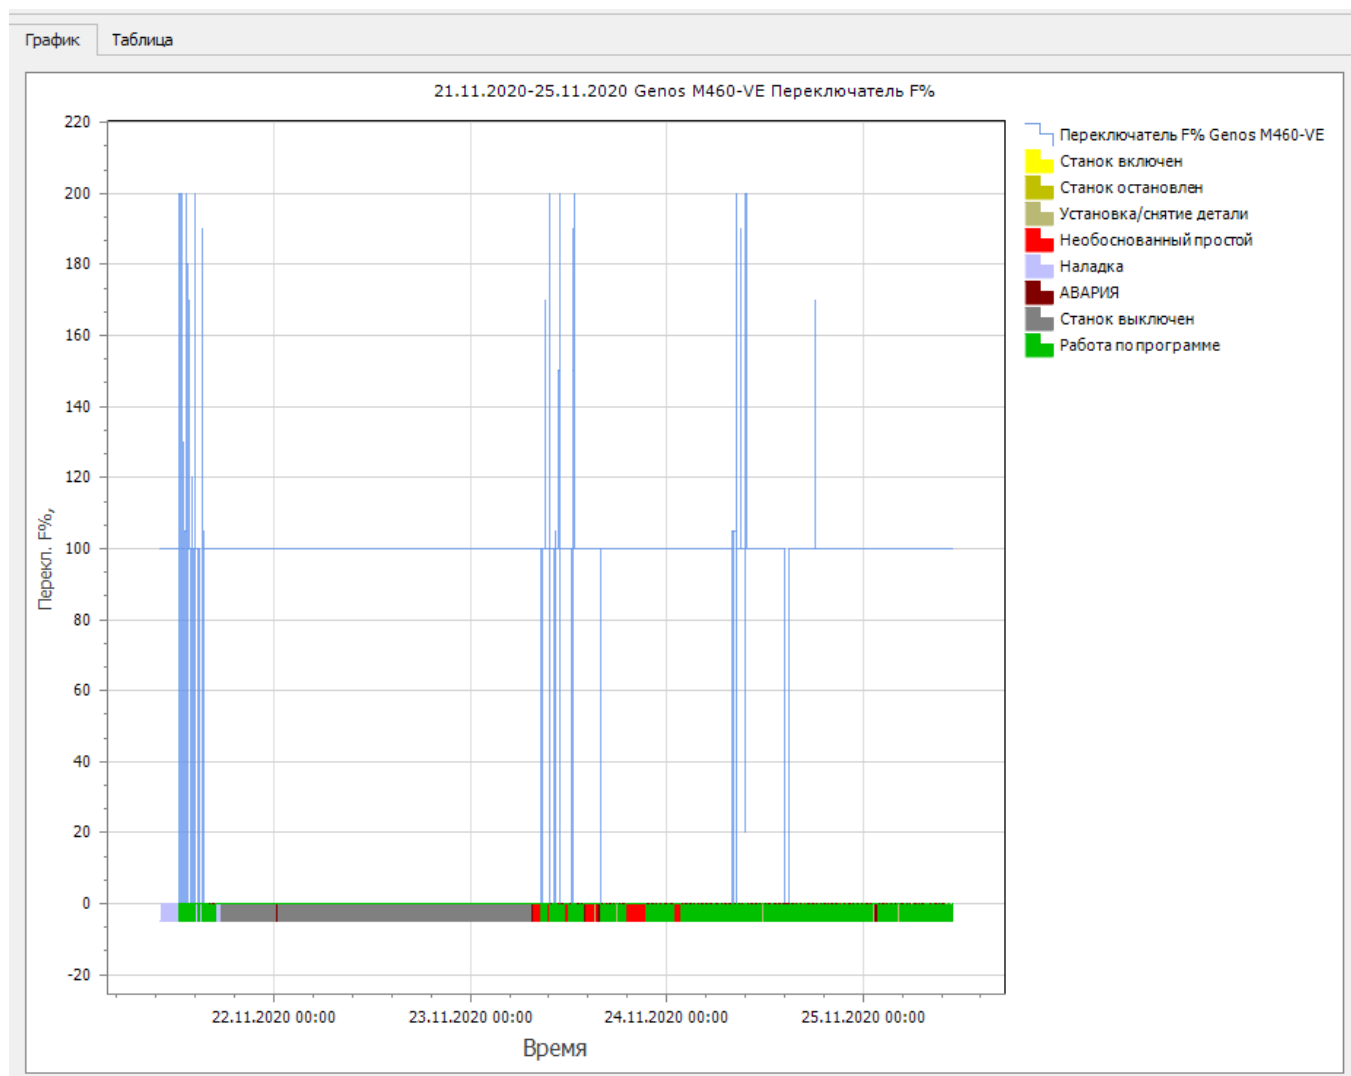 График Таблица
21.11.2020-25.11.2020 Genos M460-VE Переключатель F%
220
200
180
160
140
120
100
80
60
40
20
0
-20
Перекл. F%,
22.11.2020 00:00 23.11.2020 00:00 24.11.2020 00:00 25.11.2020 00:00
Время
Переключатель F% Genos M460-VE
Станок включен
Станок остановлен
Установка/снятие детали
Необоснованный простой
Наладка
АВАРИЯ
Станок выключен
Работа по программе